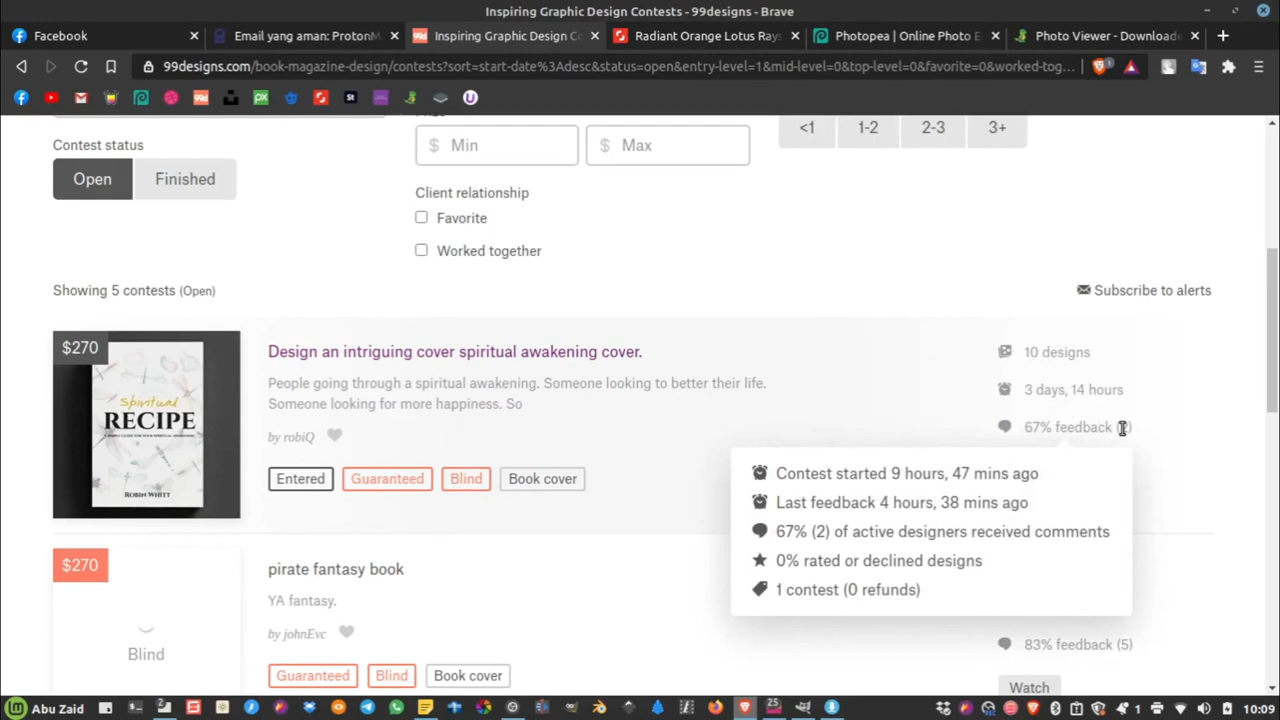 Inspiring Graphic Design Contests - 99designs - Brave
Facebook
Email yang aman: ProtonM
Inspiring Graphic Design Co
Radiant Orange Lotus Rays
Photopea | Online Photo E
Photo Viewer - Downloade
99designs.com/book-magazine-design/contests?sort=start-date%3Adesc&status=open&entry-level=1&mid-level=0&top-level=0&favorite=0&worked-tog...
$ Min
$ Max
<1
1-2
2-3
3+
Contest status
Open
Finished
Client relationship
Favorite
Worked together
Showing 5 contests (Open)
Subscribe to alerts
$270
Spiritual
RECIPE
ROBIN WHITT
Design an intriguing cover spiritual awakening cover.
People going through a spiritual awakening. Someone looking to better their life.
Someone looking for more happiness. So
by robiQ
Entered
Guaranteed
Blind
Book cover
10 designs
3 days, 14 hours
67% feedback
Contest started 9 hours, 47 mins ago
Last feedback 4 hours, 38 mins ago
67% (2) of active designers received comments
0% rated or declined designs
1 contest (0 refunds)
$270
Blind
pirate fantasy book
YA fantasy.
by johnEvc
Guaranteed
Blind
Book cover
83% feedback (5)
Watch
Abu Zaid
25
1
10:09